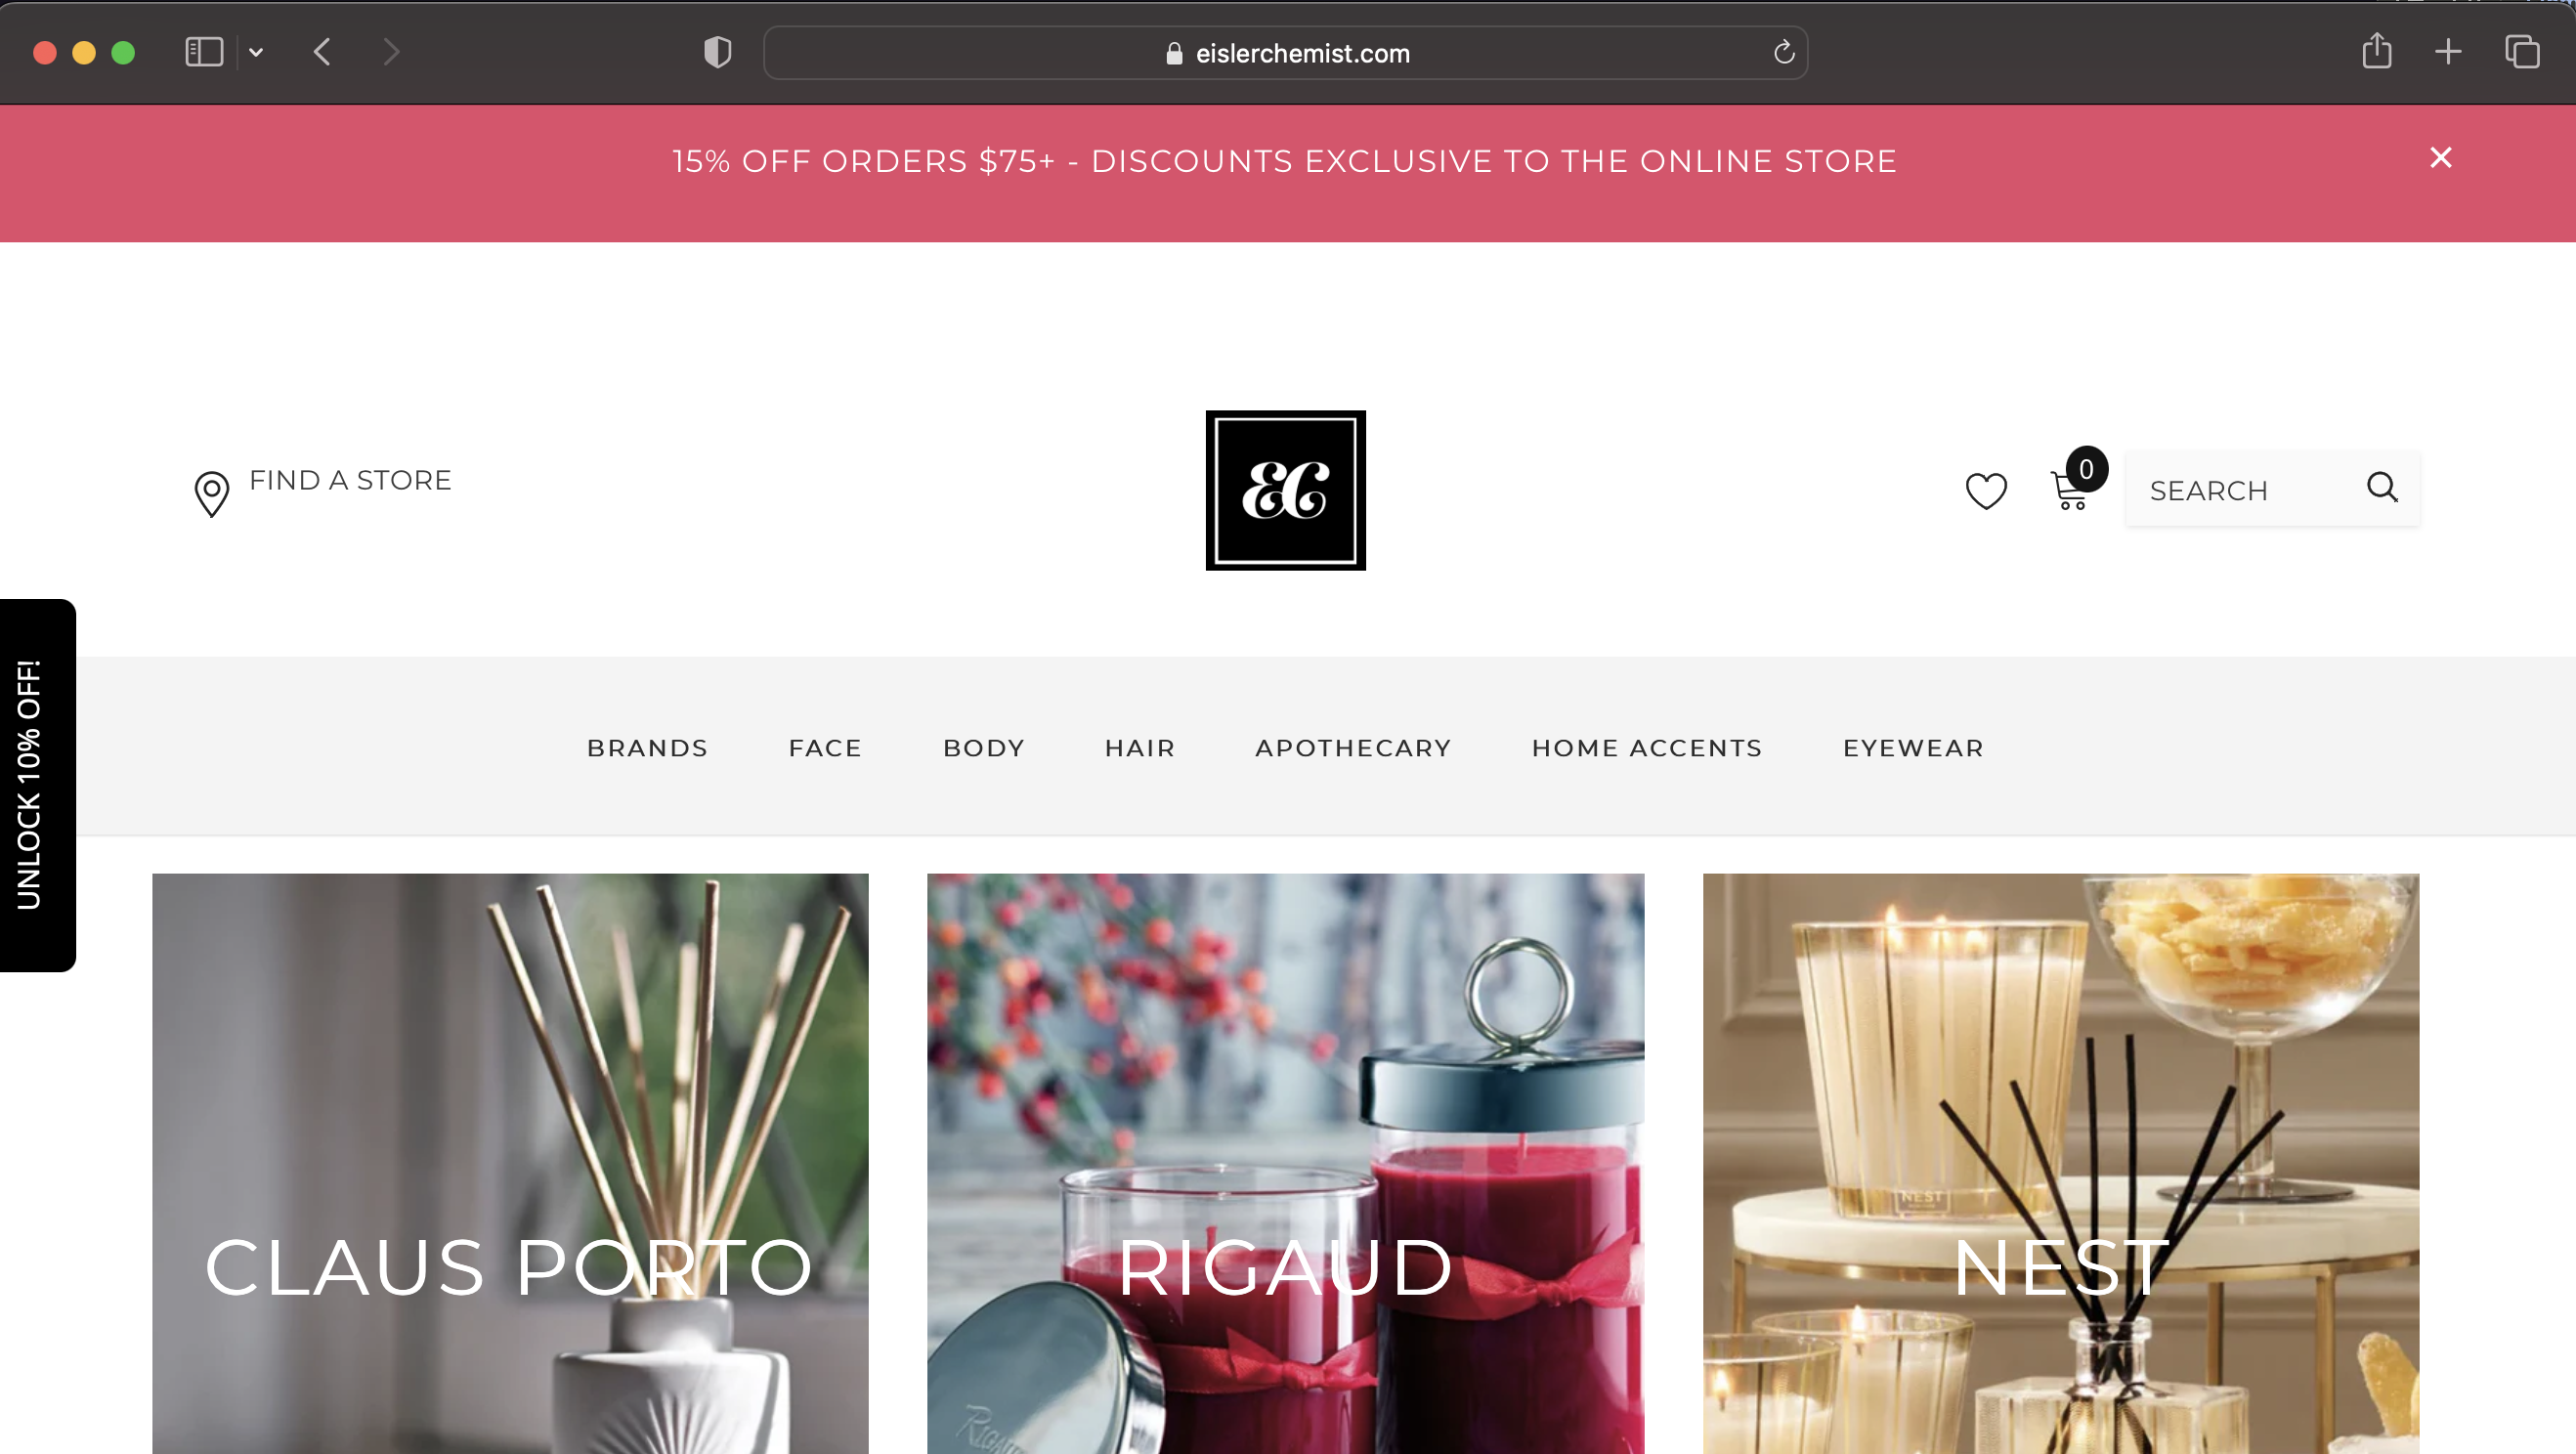 eislerchemist.com
15% OFF ORDERS $75+ - DISCOUNTS EXCLUSIVE TO THE ONLINE STORE
FIND A STORE
EC
0
SEARCH
UNLOCK 10% OFF!
BRANDS FACE BODY HAIR APOTHECARY HOME ACCENTS EYEWEAR
NEST
CLAUS PORTO
RIGAUD
NEST